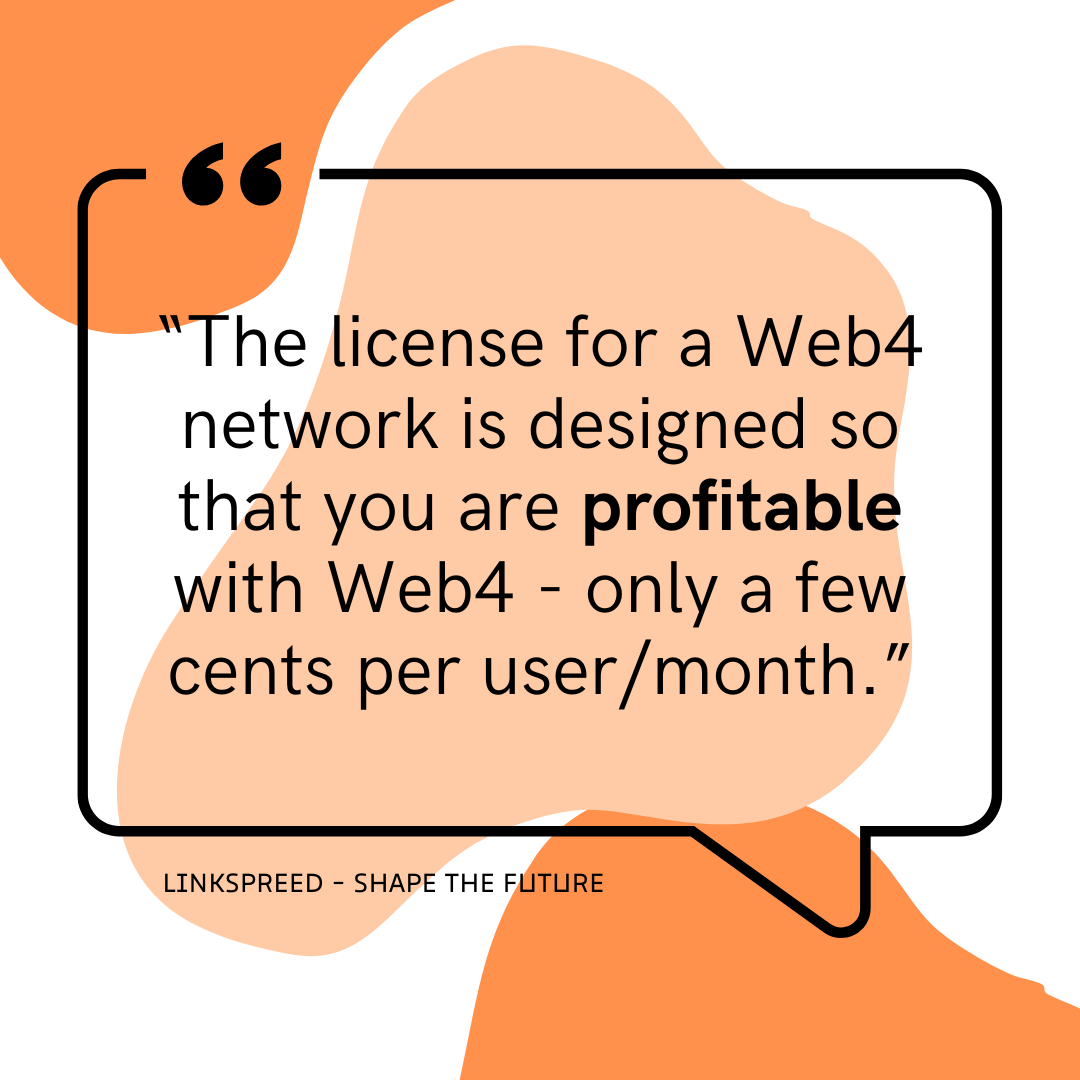 “
“The license for a Web4
network is designed so
that you are profitable
with Web4 - only a few
cents per user/month.”
LINKSPREED - SHAPE THE FUTURE